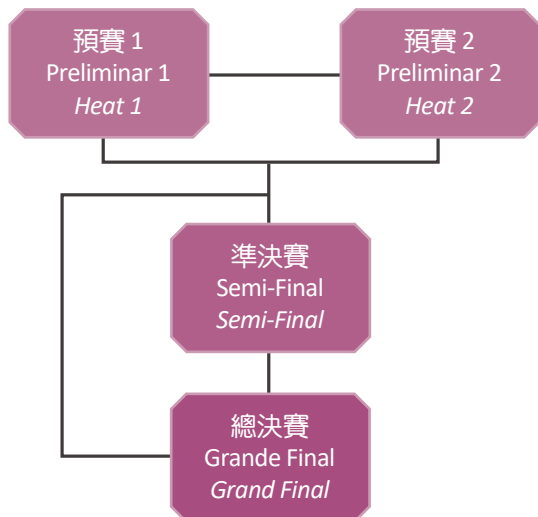 預賽 1
Preliminar 1
Heat 1
預賽 2
Preliminar 2
Heat 2
準決賽
Semi-Final
Semi-Final
總決賽
Grande Final
Grand Final